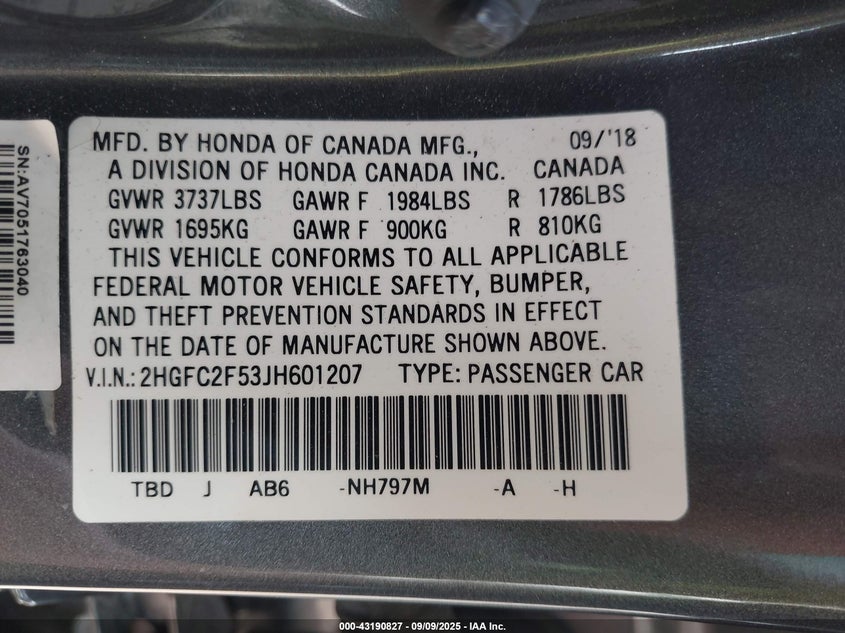 SN:AV7051763040
MFD. BY HONDA OF CANADA MFG., 09/'18
A DIVISION OF HONDA CANADA INC. CANADA
GVWR 3737LBS GAWR F 1984LBS R 1786LBS
GVWR 1695KG GAWR F 900KG R 810KG
THIS VEHICLE CONFORMS TO ALL APPLICABLE
FEDERAL MOTOR VEHICLE SAFETY, BUMPER,
AND THEFT PREVENTION STANDARDS IN EFFECT
ON THE DATE OF MANUFACTURE SHOWN ABOVE.
V.I.N.: 2HGFC2F53JH601207 TYPE: PASSENGER CAR
TBD J AB6 -NH797M -A -H
000-43190827 - 09/09/2025 - IAA Inc.